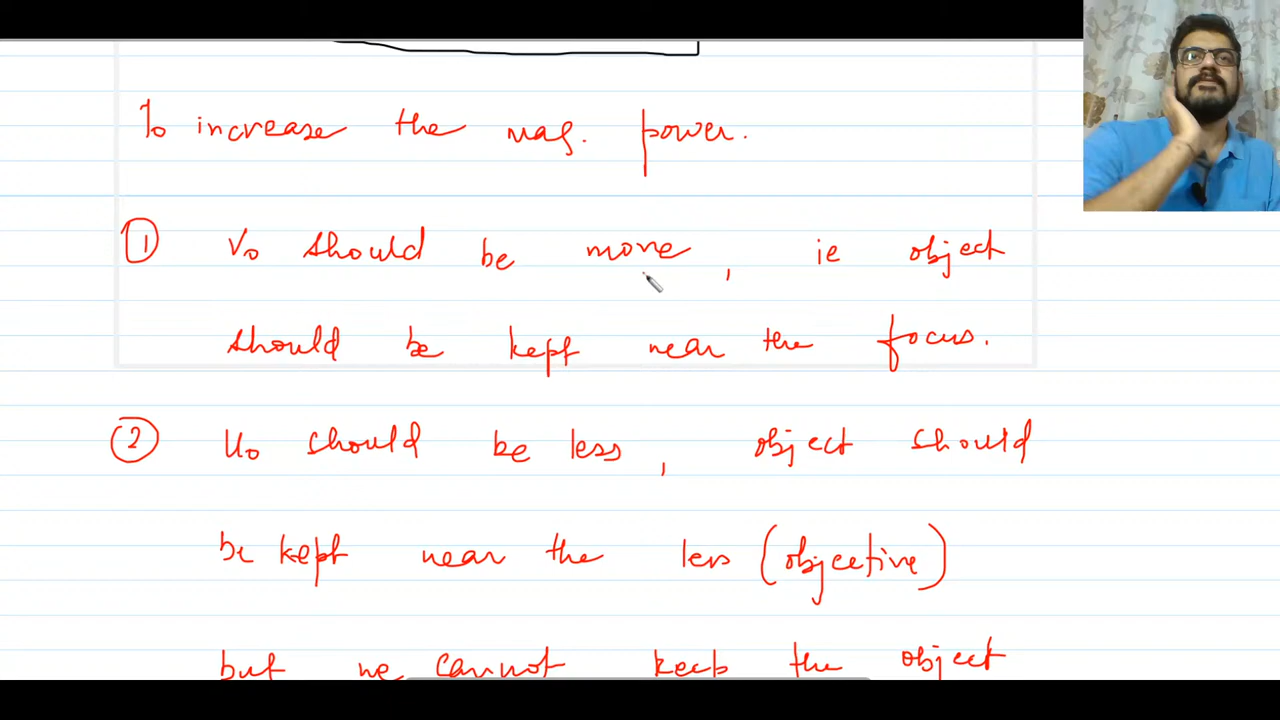 To increase the mag. power.
① Vo should be more, ie object
should be kept near the focus.
② Uo should be less, object should
be kept near the lens (objective)
but we cannot keep the object